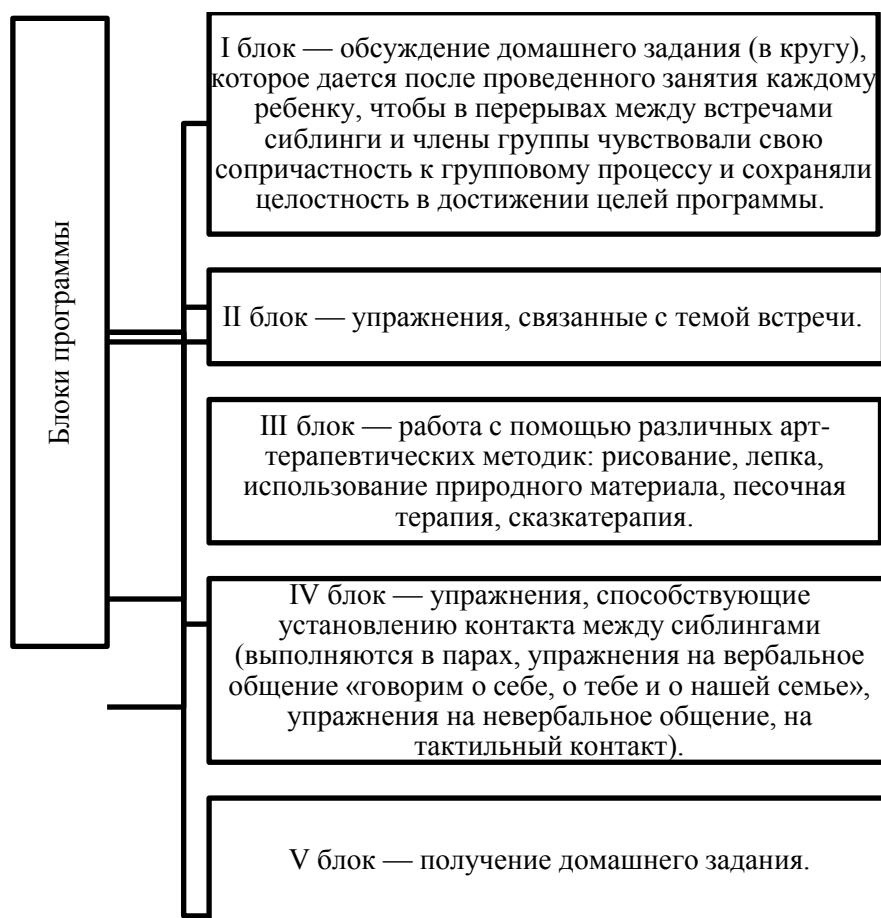 Блоки программы
I блок — обсуждение домашнего задания (в кругу),
которое дается после проведенного занятия каждому
ребенку, чтобы в перерывах между встречами
сиблинги и члены группы чувствовали свою
сопричастность к групповому процессу и сохраняли
целостность в достижении целей программы.
II блок — упражнения, связанные с темой встречи.
III блок — работа с помощью различных арт-
терапевтических методик: рисование, лепка,
использование природного материала, песочная
терапия, сказкатерапия.
IV блок — упражнения, способствующие
установлению контакта между сиблингами
(выполняются в парах, упражнения на вербальное
общение «говорим о себе, о тебе и о нашей семье»,
упражнения на невербальное общение, на
тактильный контакт).
V блок — получение домашнего задания.